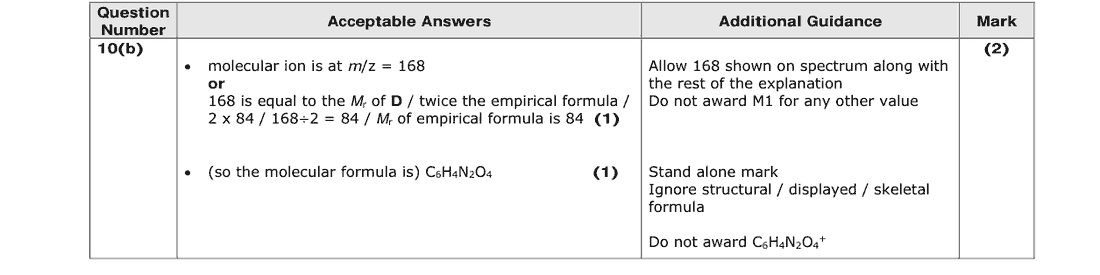 Question Number
Acceptable Answers
Additional Guidance
Mark
10(b)
• molecular ion is at m/z = 168
or
168 is equal to the Mᵣ of D / twice the empirical formula /
2 x 84 / 168÷2 = 84 / Mᵣ of empirical formula is 84 (1)
Allow 168 shown on spectrum along with
the rest of the explanation
Do not award M1 for any other value
(2)
• (so the molecular formula is) C₆H₄N₂O₄ (1)
Stand alone mark
Ignore structural / displayed / skeletal
formula
Do not award C₆H₄N₂O₄⁺